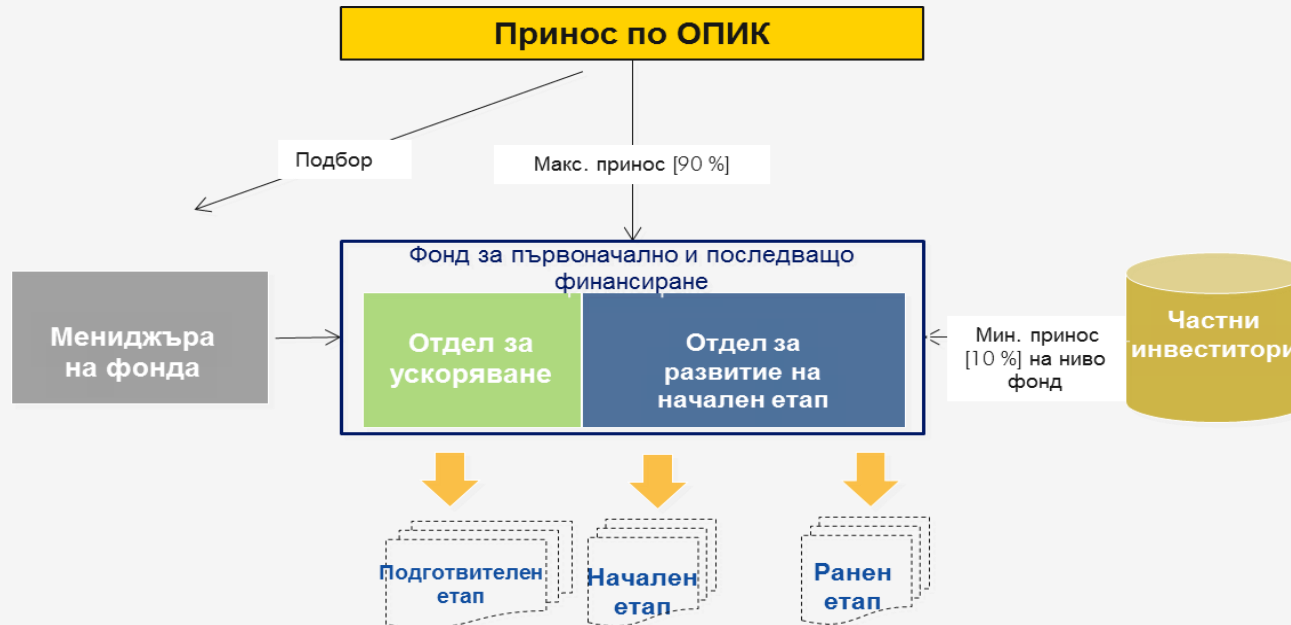 Принос по ОПИК
Подбор
Макс. принос [90 %]
Фонд за първоначално и последващо
финансиране
Мениджъра
на фонда
Отдел за
ускоряване
Отдел за
развитие на
начален етап
Мин. принос
[10 %] на ниво
фонд
Частни
инвеститори
Подготвителен
етап
Начален
етап
Ранен
етап